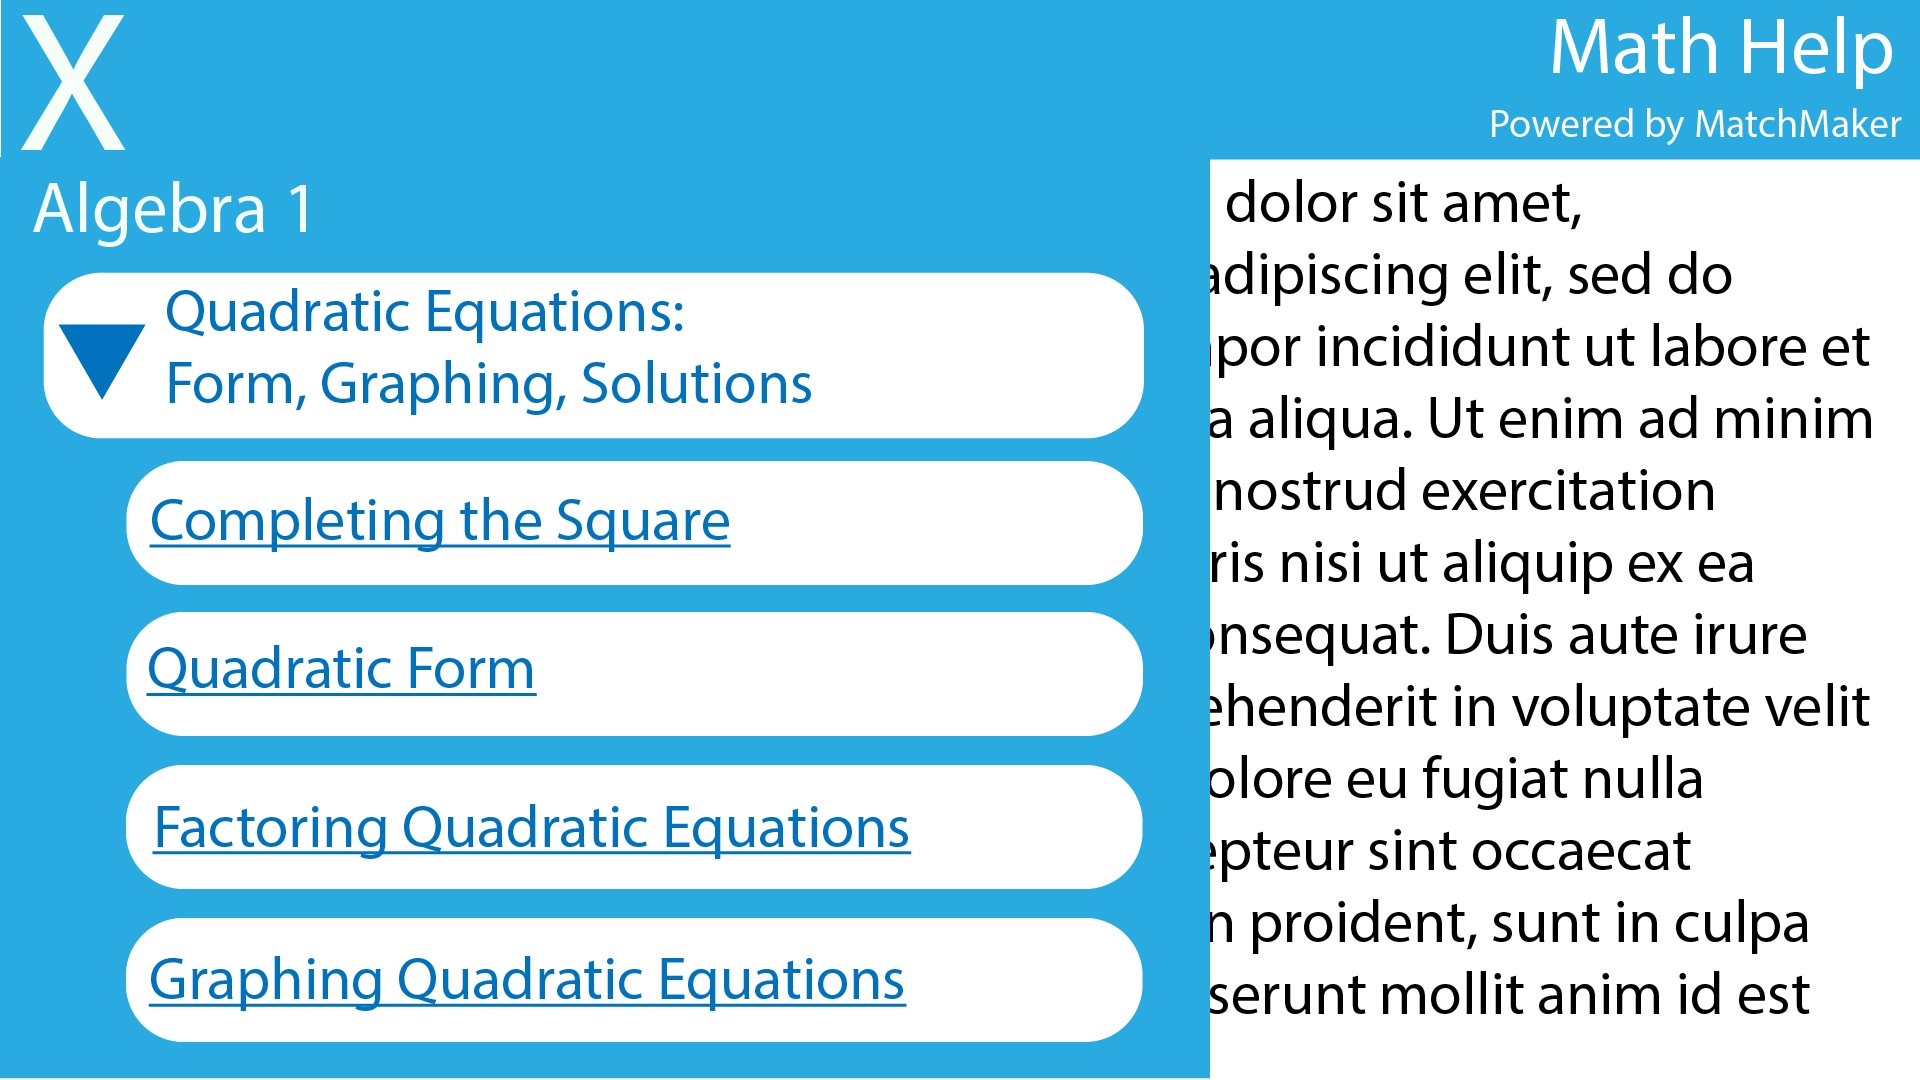 X
Math Help
Powered by MatchMaker
Algebra 1
Quadratic Equations:
Form, Graphing, Solutions
Completing the Square
Quadratic Form
Factoring Quadratic Equations
Graphing Quadratic Equations
dolor sit amet,
adipiscing elit, sed do
por incididunt ut labore et
a aliqua. Ut enim ad minim
nostrud exercitation
ris nisi ut aliquip ex ea
onsequat. Duis aute irure
ehenderit in voluptate velit
olore eu fugiat nulla
epteur sint occaecat
n proident, sunt in culpa
serunt mollit anim id est